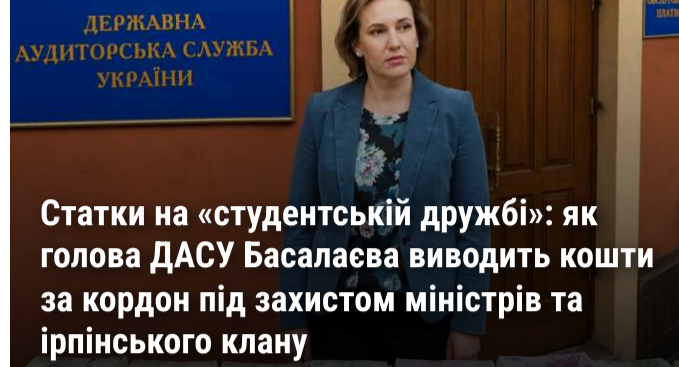 ДЕРЖАВНА
АУДИТОРСЬКА СЛУЖБА
УКРАЇНИ
Статки на «студентській дружбі»: як
голова ДАСУ Басалаєва виводить кошти
за кордон під захистом міністрів та
ірпінського клану